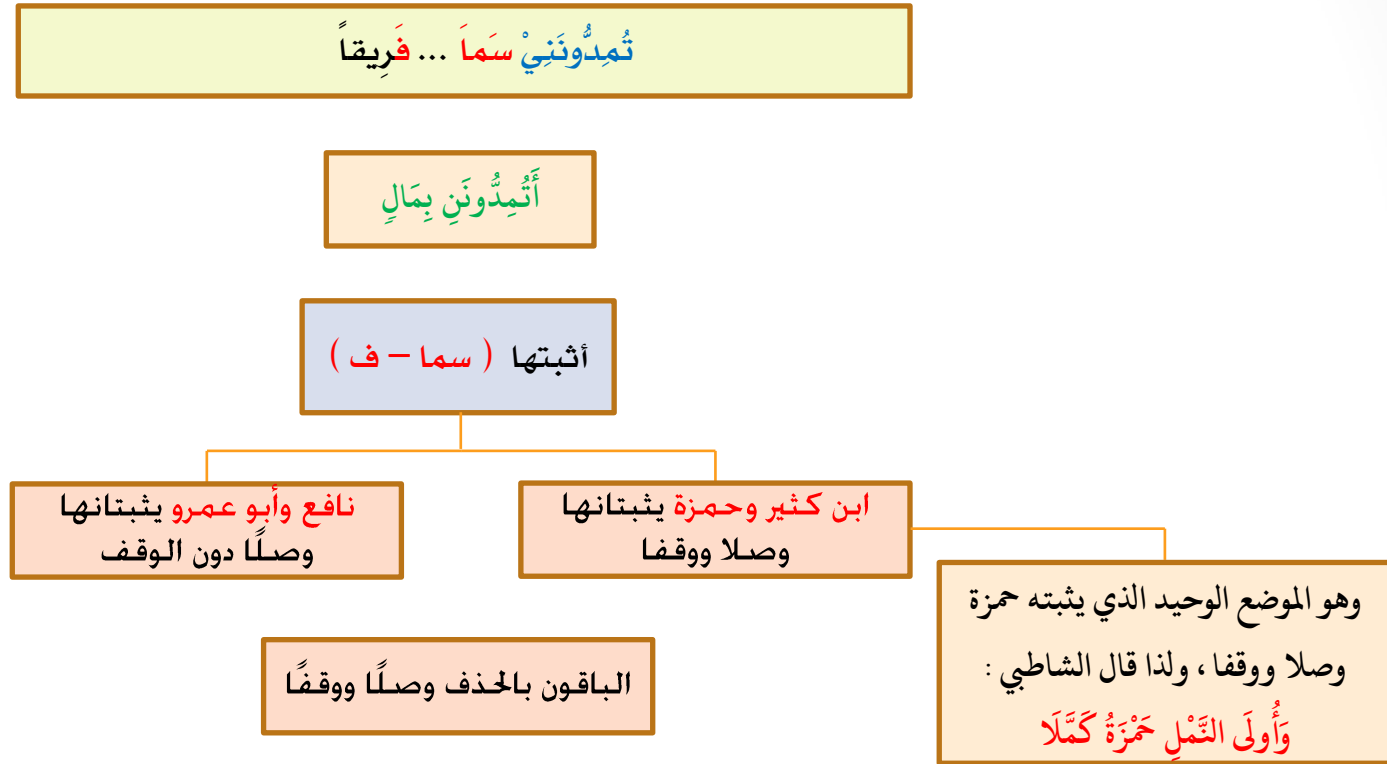 تُمِدُّونَنِيْ سَماَ ... فَرِيقاً
أَتُمِدُّونَنِ بِمَالٖ
أثبتها ( سما – ف )
ابن كثير وحمزة يثبتانها
وصلا ووقفا
نافع وأبو عمرو يثبتانها
وصلًا دون الوقف
وهو الموضع الوحيد الذي يثبته حمزة
وصلا ووقفا ، ولذا قال الشاطبي :
وَأُولَى النَّمْلِ حَمْزَةُ كَمَّلَا
الباقون بالحذف وصلًا ووقفًا